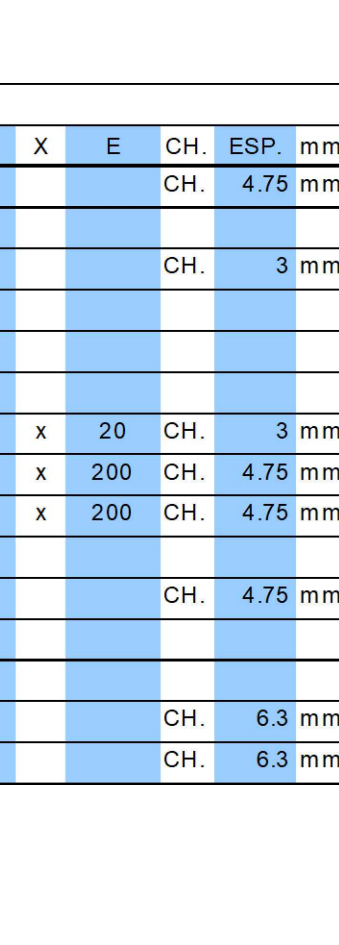 X E CH. ESP. mm
CH. 4.75 mm
CH. 3 mm
x 20 CH. 3 mm
x 200 CH. 4.75 mm
x 200 CH. 4.75 mm
CH. 4.75 mm
CH. 6.3 mm
CH. 6.3 mm